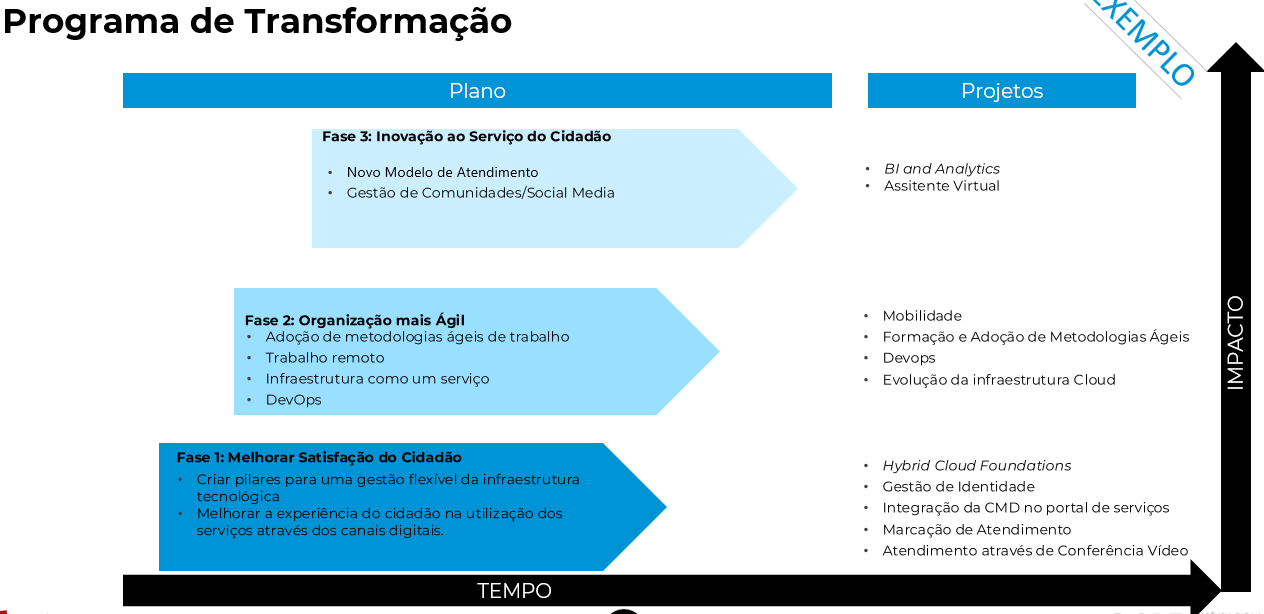 Programa de Transformação
EXEMPLO
Plano
Projetos
Fase 3: Inovação ao Serviço do Cidadão
• Novo Modelo de Atendimento
• Gestão de Comunidades/Social Media
• BI and Analytics
• Assitente Virtual
Fase 2: Organização mais Ágil
• Adoção de metodologias ágeis de trabalho
• Trabalho remoto
• Infraestrutura como um serviço
• DevOps
• Mobilidade
• Formação e Adoção de Metodologias Ágeis
• Devops
• Evolução da infraestrutura Cloud
IMPACTO
Fase 1: Melhorar Satisfação do Cidadão
• Criar pilares para uma gestão flexível da infraestrutura
tecnológica
• Melhorar a experiência do cidadão na utilização dos
serviços através dos canais digitais.
• Hybrid Cloud Foundations
• Gestão de Identidade
• Integração da CMD no portal de serviços
• Marcação de Atendimento
• Atendimento através de Conferência Vídeo
TEMPO